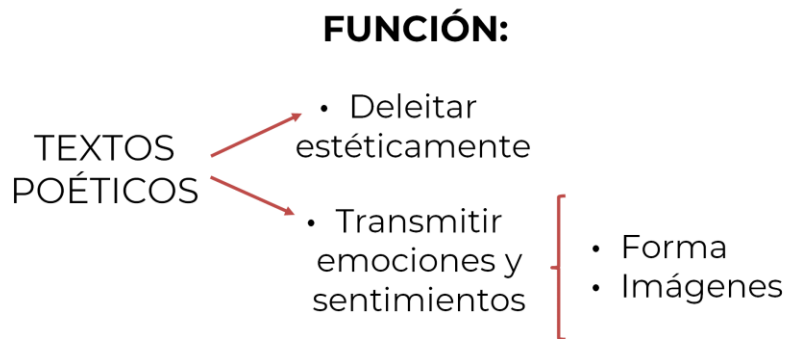 FUNCIÓN:
TEXTOS
POÉTICOS
• Deleitar
estéticamente
• Transmitir
emociones y
sentimientos
• Forma
• Imágenes